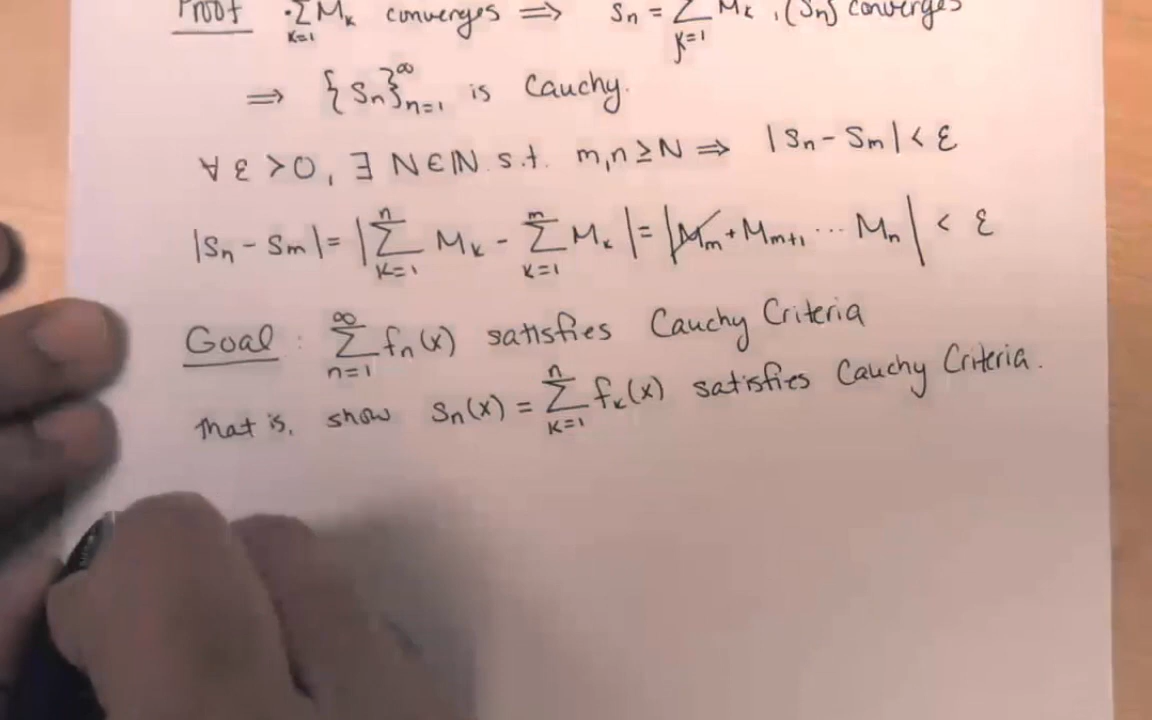 Proof · ∑_{k=1} M_k converges ⟹ S_n = ∑_{k=1} M_k , (S_n) converges
⟹ {S_n}_{n=1}^∞ is Cauchy.
∀ ε > 0, ∃ N ∈ ℕ s.t. m,n ≥ N ⟹ |S_n - S_m| < ε
|S_n - S_m| = |∑_{k=1}^{n} M_k - ∑_{k=1}^{m} M_k| = |M_m + M_{m+1} ... M_n| < ε
Goal : ∑_{n=1}^{∞} f_n(x) satisfies Cauchy Criteria
That is, show S_n(x) = ∑_{k=1}^{n} f_k(x) satisfies Cauchy Criteria.